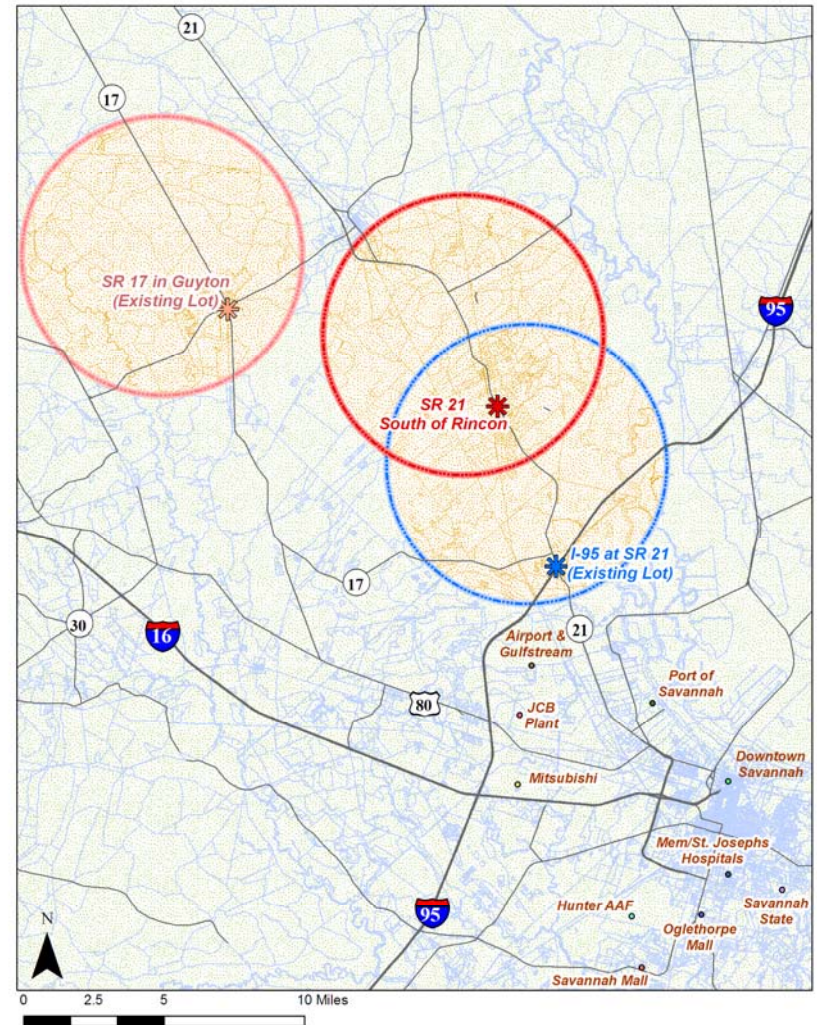 21
17
SR 17 in Guyton
(Existing Lot)
95
SR 21
South of Rincon
I-95 at SR 21
(Existing Lot)
17
30
16
21
Airport &
Gulfstream
80
Port of
Savannah
JCB
Plant
Downtown
Savannah
Mitsubishi
Mem/St. Josephs
Hospitals
95
Hunter AAF
Savannah
State
Oglethorpe
Mall
N
Savannah Mall
0 2.5 5 10 Miles